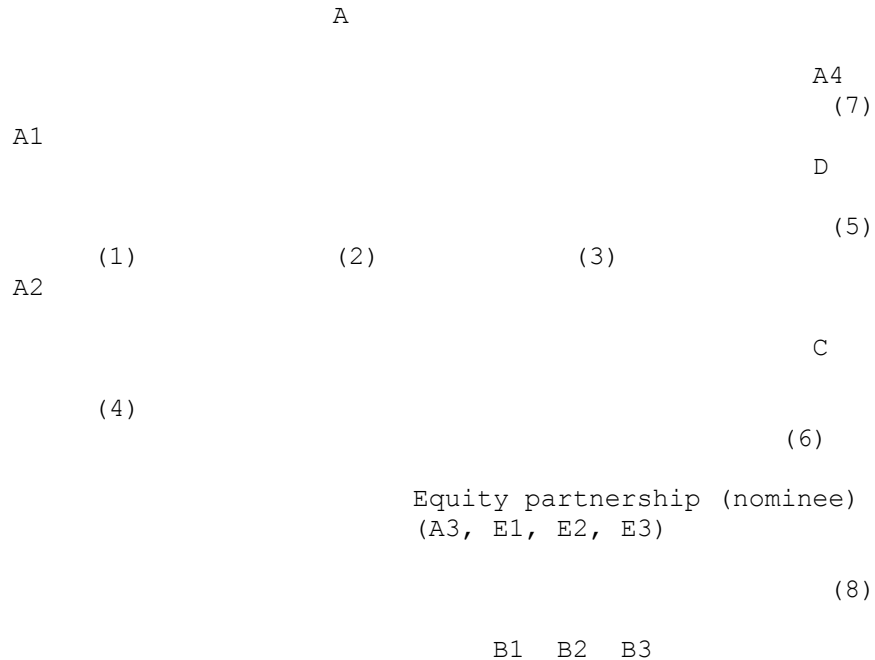 A
A4
(7)
A1
D
(5)
(1) (2) (3)
A2
C
(4)
(6)
Equity partnership (nominee)
(A3, E1, E2, E3)
(8)
B1 B2 B3